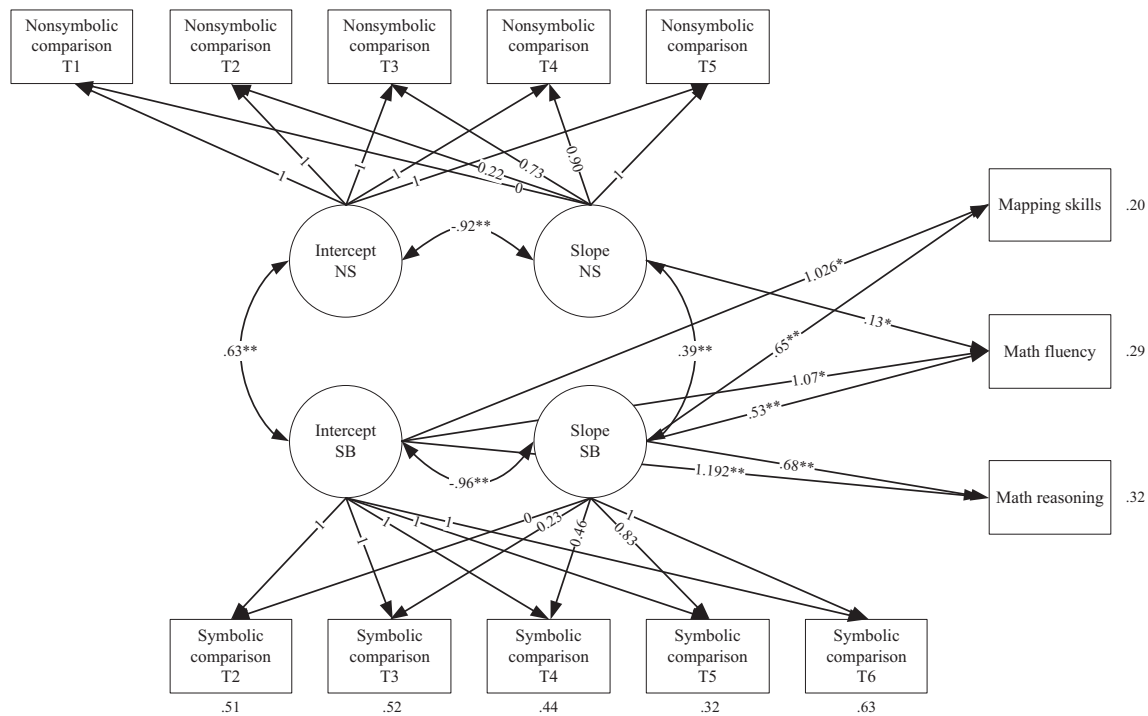 Nonsymbolic
comparison
T1
Nonsymbolic
comparison
T2
Nonsymbolic
comparison
T3
Nonsymbolic
comparison
T4
Nonsymbolic
comparison
T5
1
1
1
1
1
0
0.22
0.73
0.90
1
Intercept
NS
-.92**
Slope
NS
Mapping skills
.20
1.026*
.13*
.63**
.39**
.65**
Math fluency
.29
1.07*
.53**
Intercept
SB
-.96**
Slope
SB
.68**
1.192**
Math reasoning
.32
1
1
1
1
1
0
0.23
0.46
0.83
1
Symbolic
comparison
T2
Symbolic
comparison
T3
Symbolic
comparison
T4
Symbolic
comparison
T5
Symbolic
comparison
T6
.51
.52
.44
.32
.63